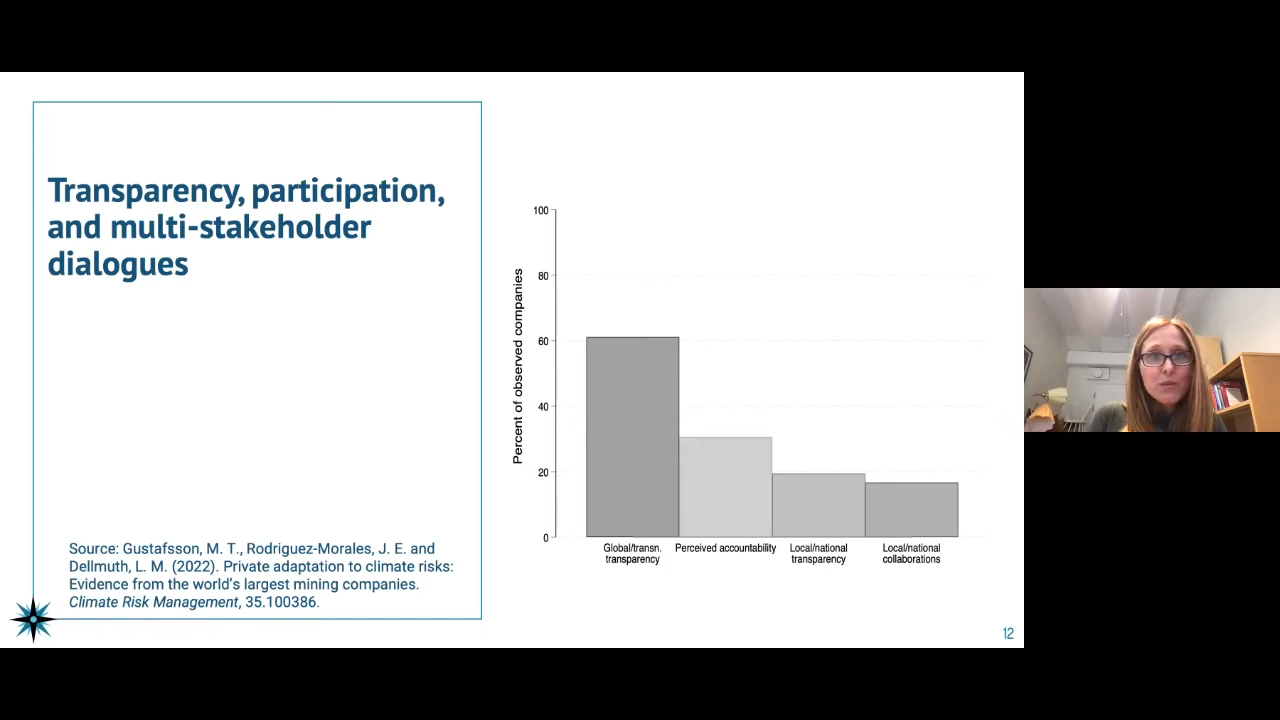 Transparency, participation,
and multi-stakeholder
dialogues
Source: Gustafsson, M. T., Rodriguez-Morales, J. E. and
Dellmuth, L. M. (2022). Private adaptation to climate risks:
Evidence from the world's largest mining companies.
Climate Risk Management, 35.100386.
Percent of observed companies
100
80
60
40
20
0
Global/transn.
transparency
Perceived accountability
Local/national
transparency
Local/national
collaborations
12